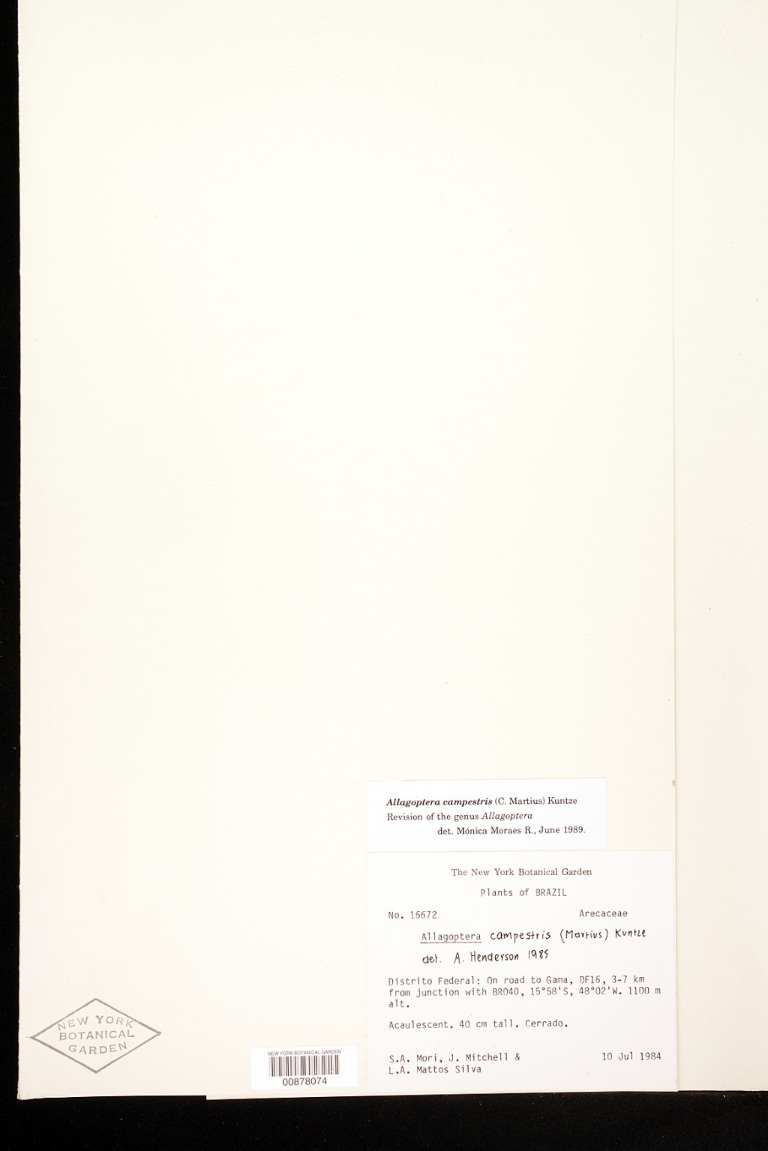 Allagoptera campestris (C. Martius) Kuntze
Revision of the genus Allagoptera
det. Mónica Moraes R., June 1989.
The New York Botanical Garden
Plants of BRAZIL
No. 16672 Arecaceae
Allagoptera campestris (Martius) Kuntze
det. A. Henderson 1985
Distrito Federal: On road to Gama, DF16, 3-7 km
from junction with BR040, 15°58'S, 48°02'W. 1100 m
alt.
Acaulescent. 40 cm tall. Cerrado.
S.A. Mori, J. Mitchell & 10 Jul 1984
L.A. Mattos Silva
NEW YORK
BOTANICAL
GARDEN
NEW YORK BOTANICAL GARDEN
00878074